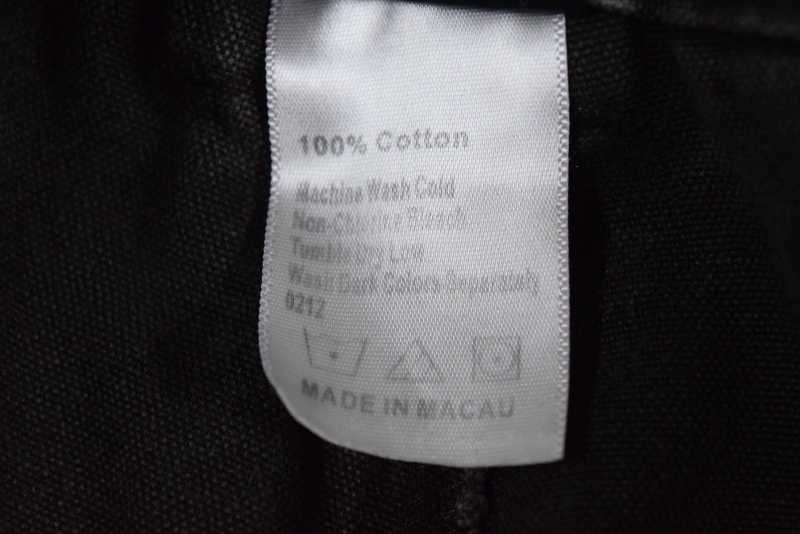 100% Cotton
Machine Wash Cold
Non-Chlorine Bleach
Tumble Dry Low
Wash Dark Colors Separately
0212
MADE IN MACAU